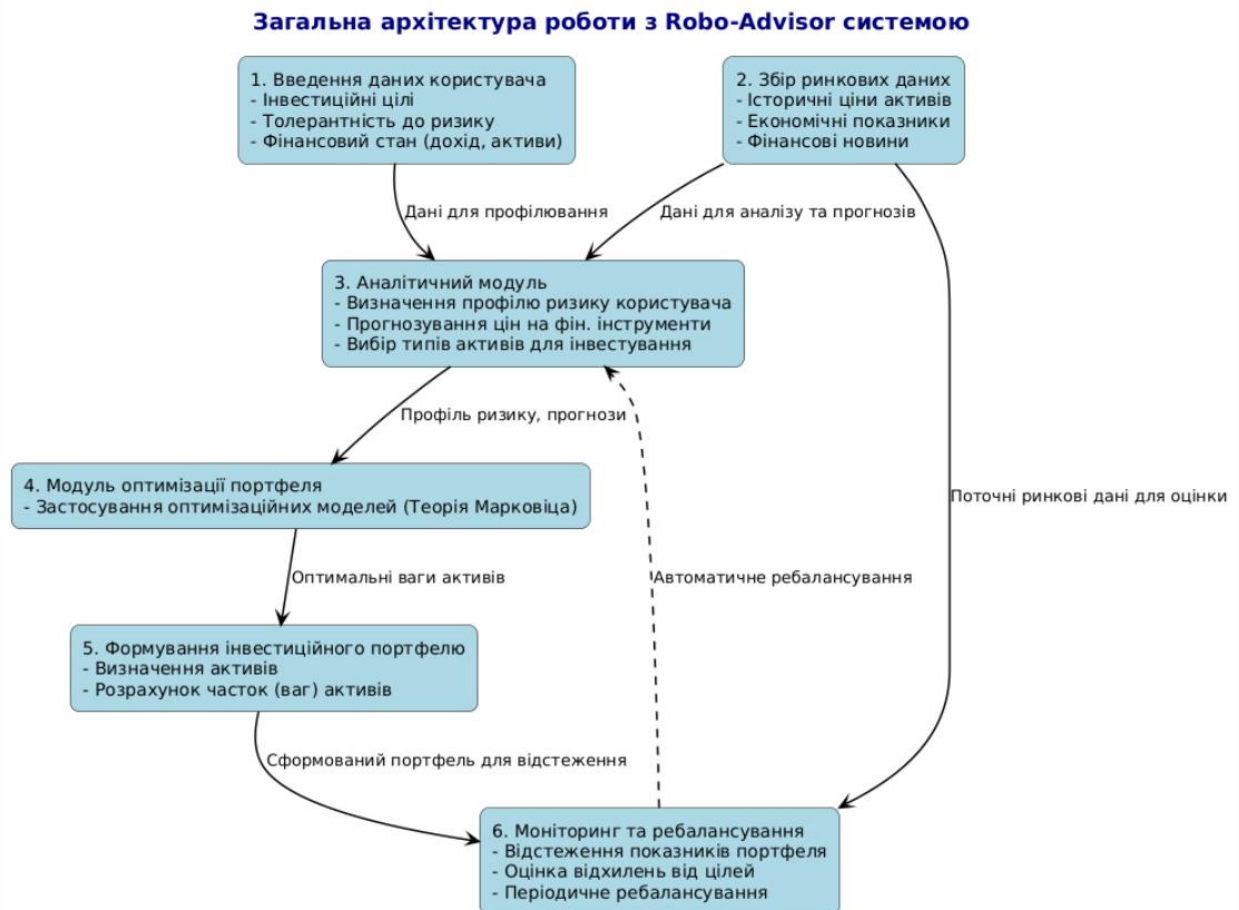 Загальна архітектура роботи з Robo-Advisor системою
1. Введення даних користувача
- Інвестиційні цілі
- Толерантність до ризику
- Фінансовий стан (дохід, активи)
2. Збір ринкових даних
- Історичні ціни активів
- Економічні показники
- Фінансові новини
Дані для профілювання
Дані для аналізу та прогнозів
3. Аналітичний модуль
- Визначення профілю ризику користувача
- Прогнозування цін на фін. інструменти
- Вибір типів активів для інвестування
Профіль ризику, прогнози
4. Модуль оптимізації портфеля
- Застосування оптимізаційних моделей (Теорія Марковіца)
Поточні ринкові дані для оцінки
Оптимальні ваги активів
Автоматичне ребалансування
5. Формування інвестиційного портфелю
- Визначення активів
- Розрахунок часток (ваг) активів
Сформований портфель для відстеження
6. Моніторинг та ребалансування
- Відстеження показників портфеля
- Оцінка відхилень від цілей
- Періодичне ребалансування